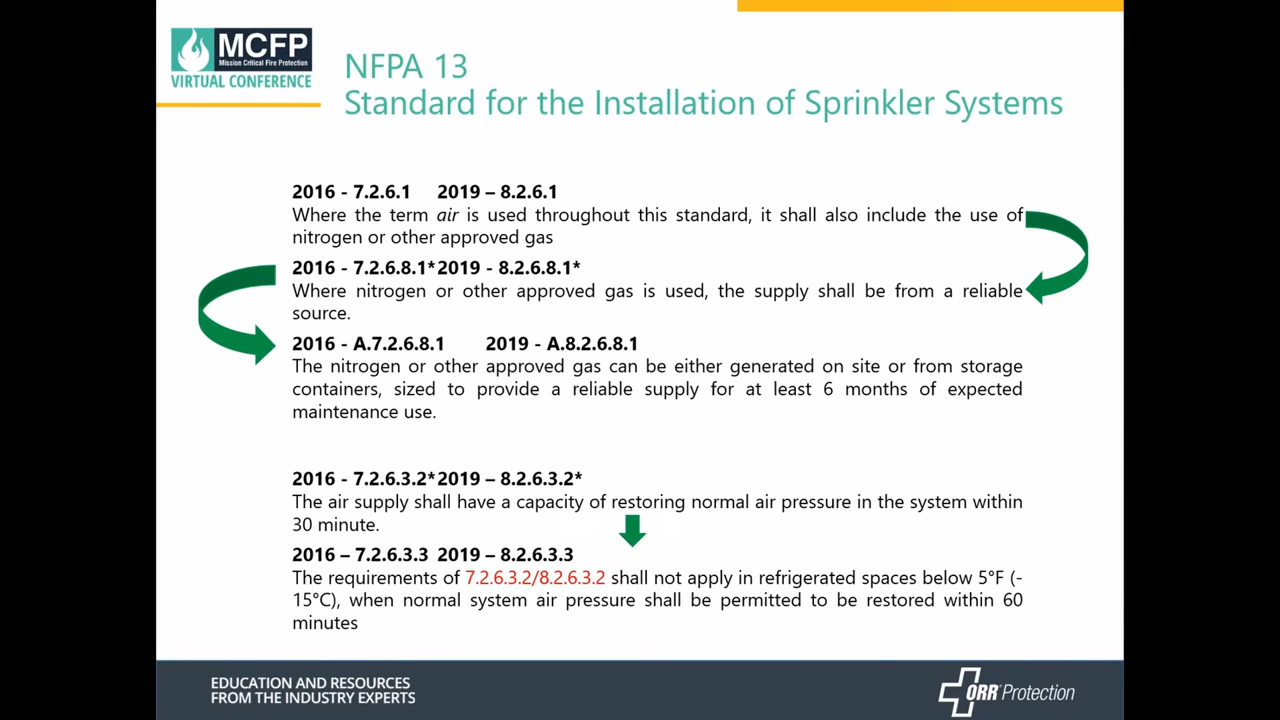 MCFP
Mission Critical Fire Protection
VIRTUAL CONFERENCE
NFPA 13
Standard for the Installation of Sprinkler Systems
2016 - 7.2.6.1 2019 – 8.2.6.1
Where the term air is used throughout this standard, it shall also include the use of
nitrogen or other approved gas
2016 - 7.2.6.8.1*2019 - 8.2.6.8.1*
Where nitrogen or other approved gas is used, the supply shall be from a reliable
source.
2016 - A.7.2.6.8.1 2019 - A.8.2.6.8.1
The nitrogen or other approved gas can be either generated on site or from storage
containers, sized to provide a reliable supply for at least 6 months of expected
maintenance use.
2016 - 7.2.6.3.2*2019 – 8.2.6.3.2*
The air supply shall have a capacity of restoring normal air pressure in the system within
30 minute.
2016 – 7.2.6.3.3 2019 – 8.2.6.3.3
The requirements of 7.2.6.3.2/8.2.6.3.2 shall not apply in refrigerated spaces below 5°F (-
15°C), when normal system air pressure shall be permitted to be restored within 60
minutes
EDUCATION AND RESOURCES
FROM THE INDUSTRY EXPERTS
ORR® Protection